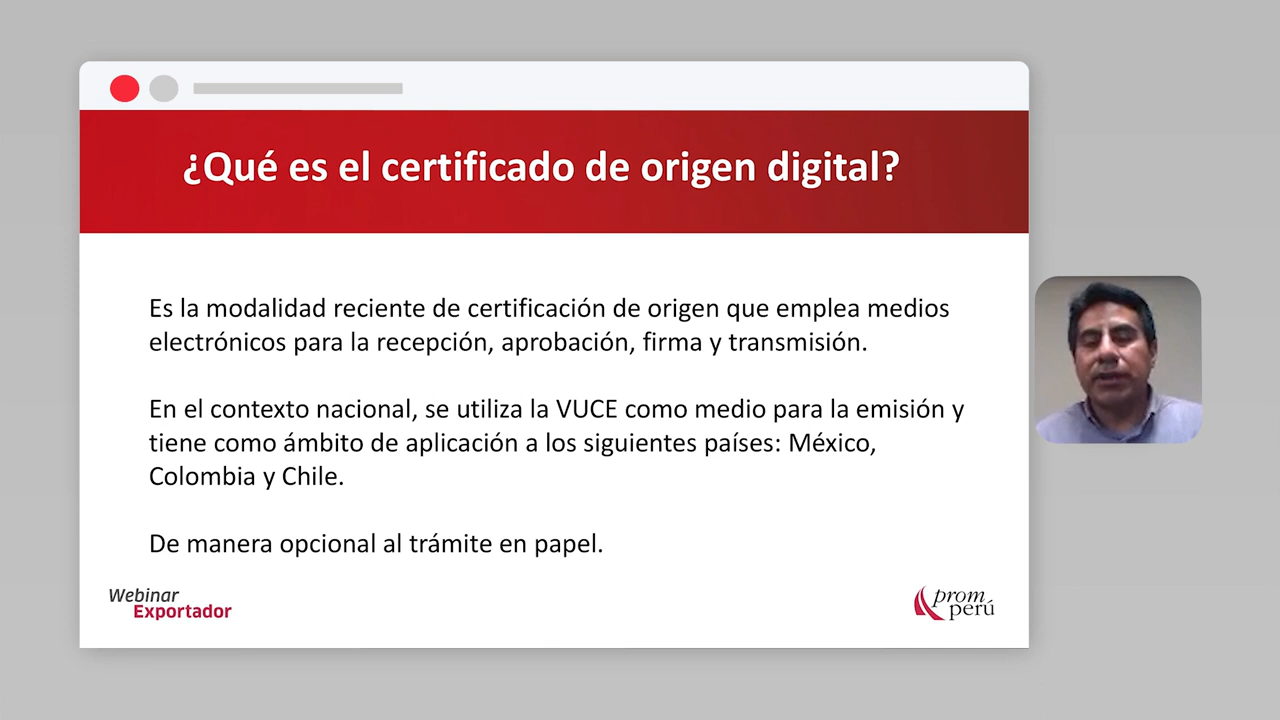 ¿Qué es el certificado de origen digital?
Es la modalidad reciente de certificación de origen que emplea medios
electrónicos para la recepción, aprobación, firma y transmisión.
En el contexto nacional, se utiliza la VUCE como medio para la emisión y
tiene como ámbito de aplicación a los siguientes países: México,
Colombia y Chile.
De manera opcional al trámite en papel.
Webinar
Exportador
prom
perú